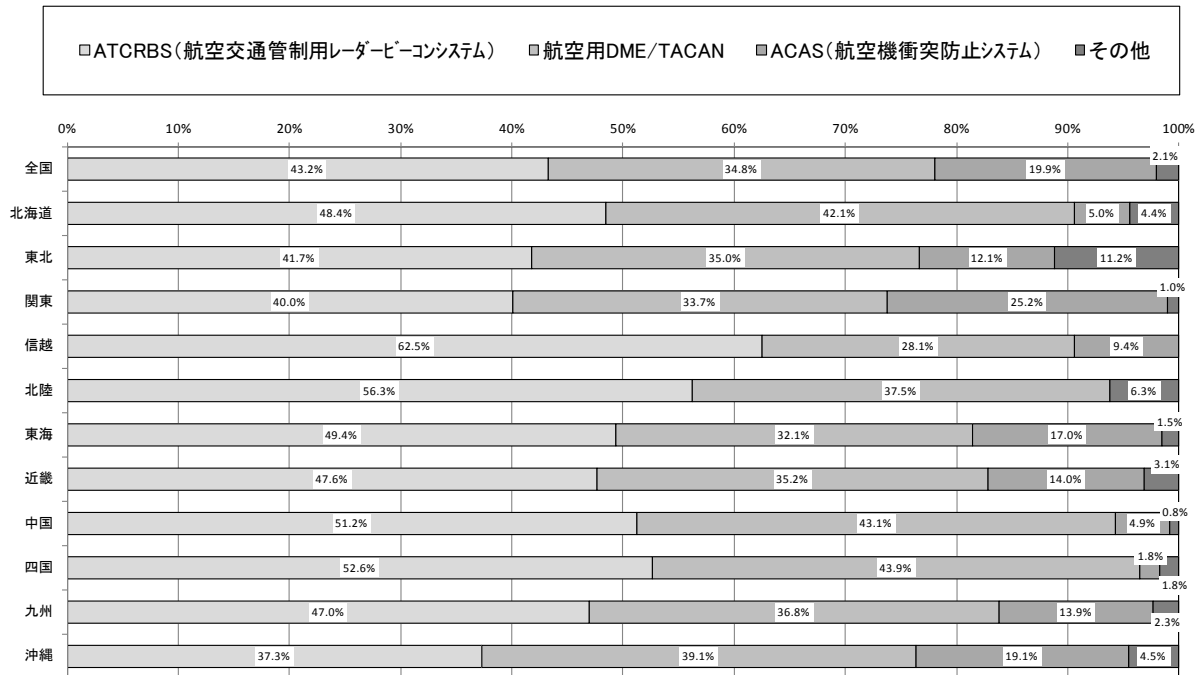 ■ATCRBS(航空交通管制用ﾚｰﾀﾞｰﾋﾞｰｺﾝｼｽﾃﾑ) ■航空用DME/TACAN ■ACAS(航空機衝突防止システム) ■その他
0% 10% 20% 30% 40% 50% 60% 70% 80% 90% 100%
全国 43.2% 34.8% 19.9% 2.1%
北海道 48.4% 42.1% 5.0% 4.4%
東北 41.7% 35.0% 12.1% 11.2%
関東 40.0% 33.7% 25.2% 1.0%
信越 62.5% 28.1% 9.4%
北陸 56.3% 37.5% 6.3%
東海 49.4% 32.1% 17.0% 1.5%
近畿 47.6% 35.2% 14.0% 3.1%
中国 51.2% 43.1% 4.9% 0.8%
四国 52.6% 43.9% 1.8% 1.8%
九州 47.0% 36.8% 13.9% 2.3%
沖縄 37.3% 39.1% 19.1% 4.5%